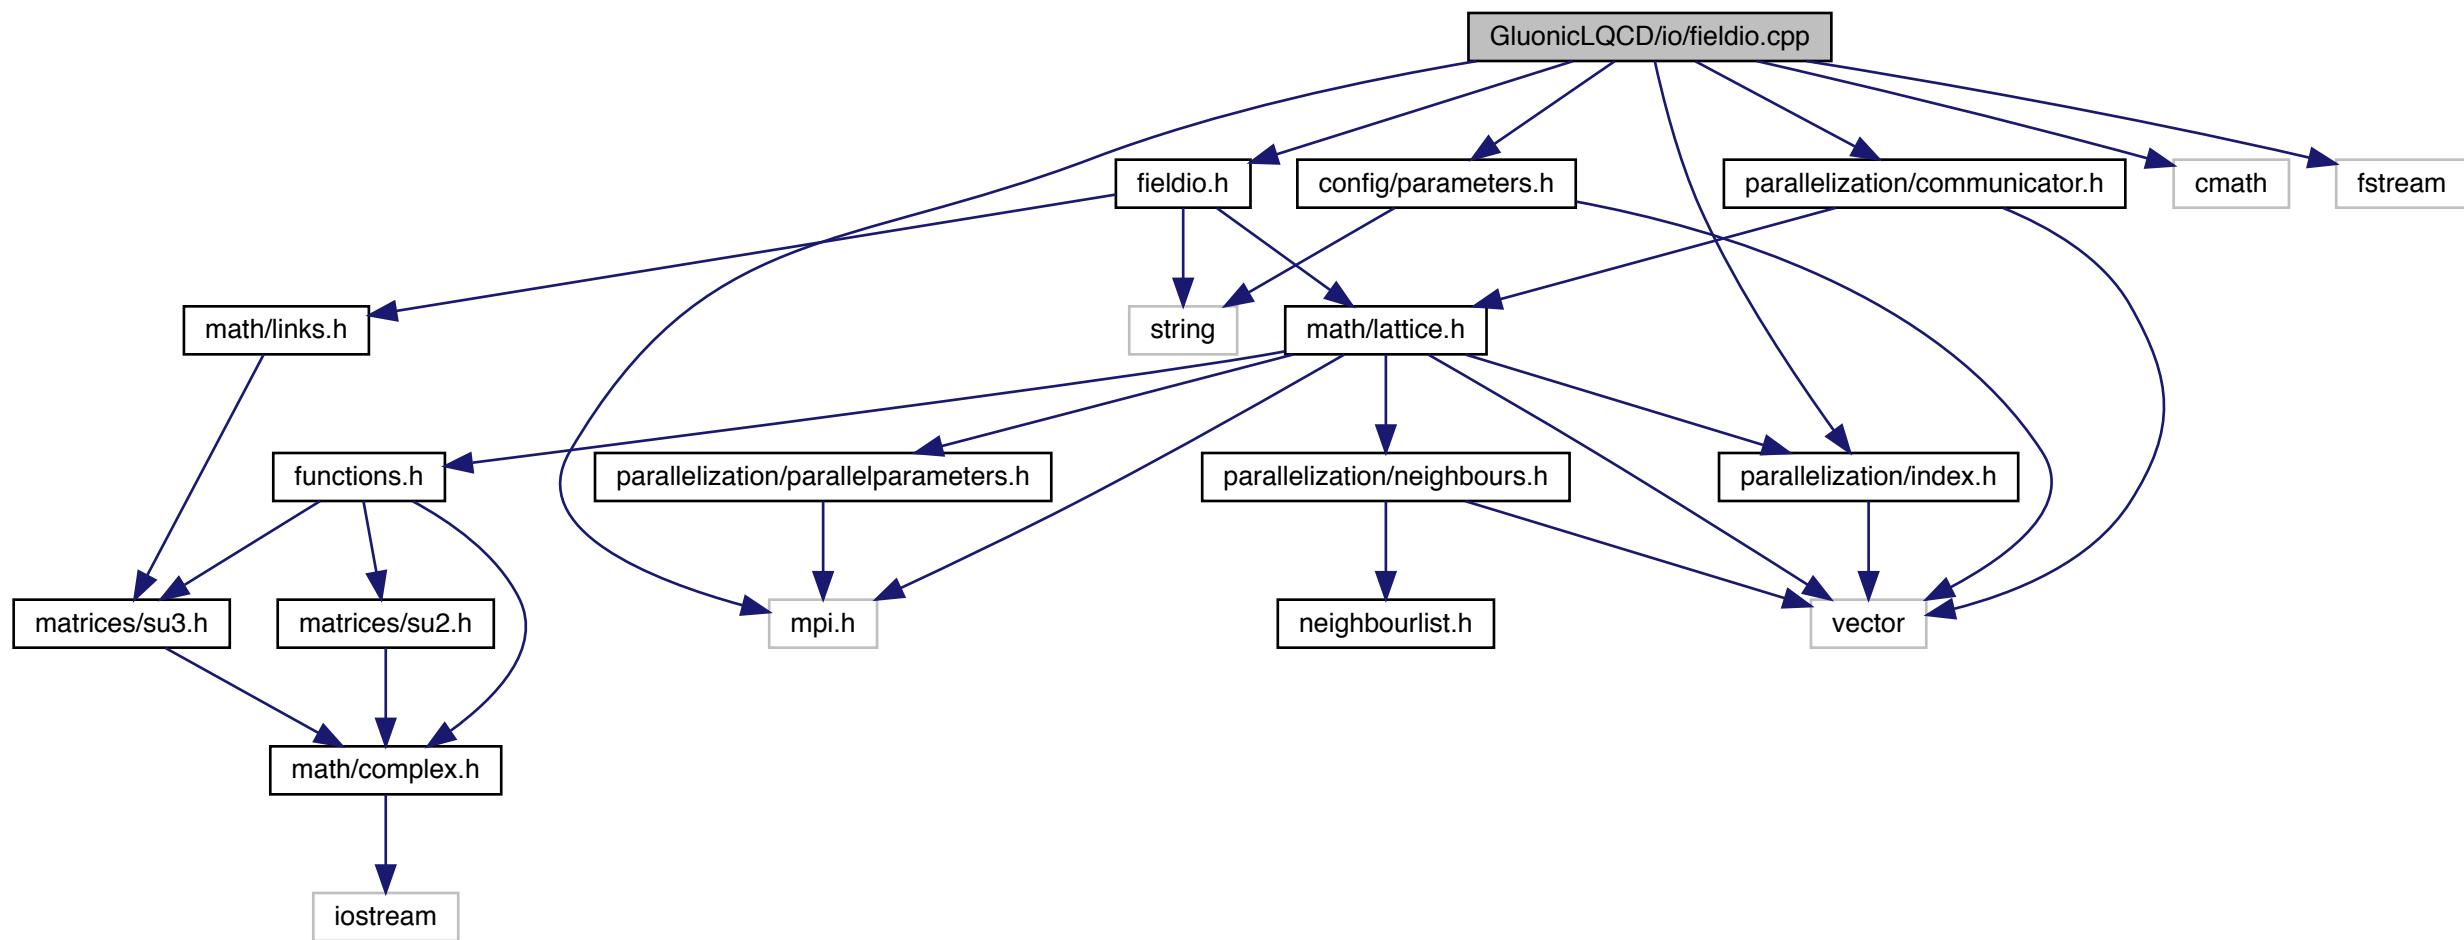 GluonicLQCD/io/fieldio.cpp
fieldio.h
config/parameters.h
parallelization/communicator.h
cmath
fstream
math/links.h
string
math/lattice.h
functions.h
parallelization/parallelparameters.h
parallelization/neighbours.h
parallelization/index.h
matrices/su3.h
matrices/su2.h
mpi.h
neighbourlist.h
vector
math/complex.h
iostream